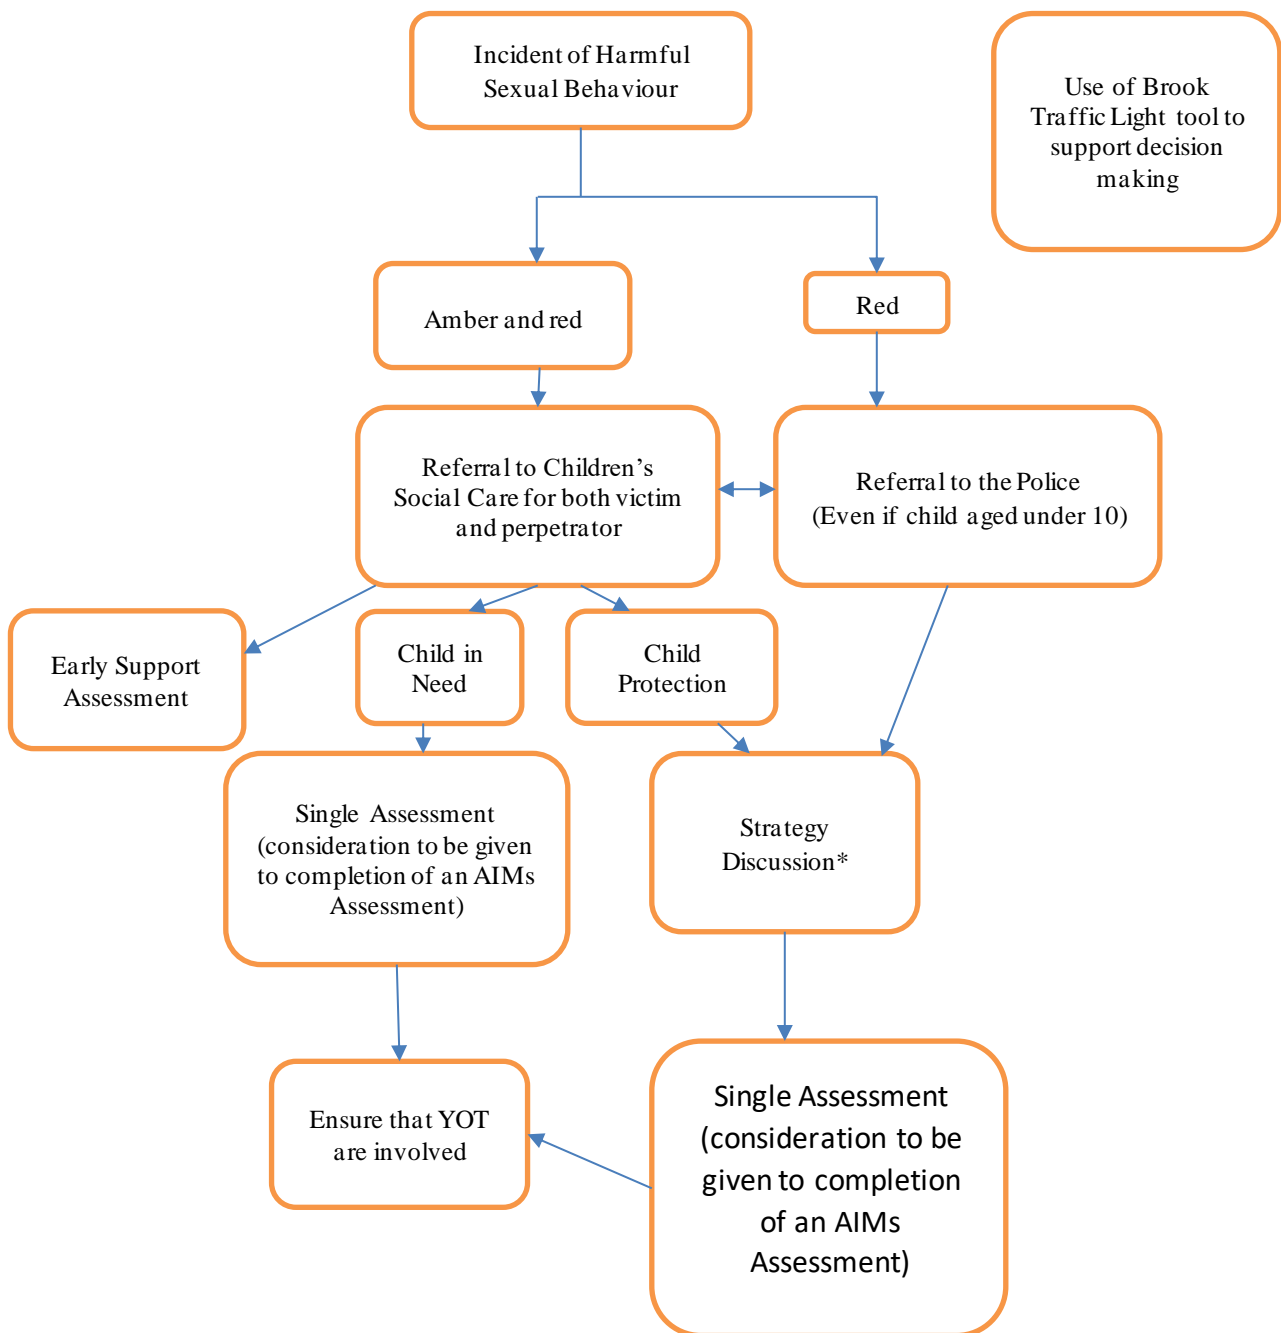 Incident of Harmful
Sexual Behaviour
Use of Brook
Traffic Light tool to
support decision
making
Amber and red
Red
Referral to Children’s
Social Care for both victim
and perpetrator
Referral to the Police
(Even if child aged under 10)
Early Support
Assessment
Child in
Need
Child
Protection
Single Assessment
(consideration to be given
to completion of an AIMs
Assessment)
Strategy
Discussion*
Ensure that YOT
are involved
Single Assessment
(consideration to be
given to completion
of an AIMs
Assessment)